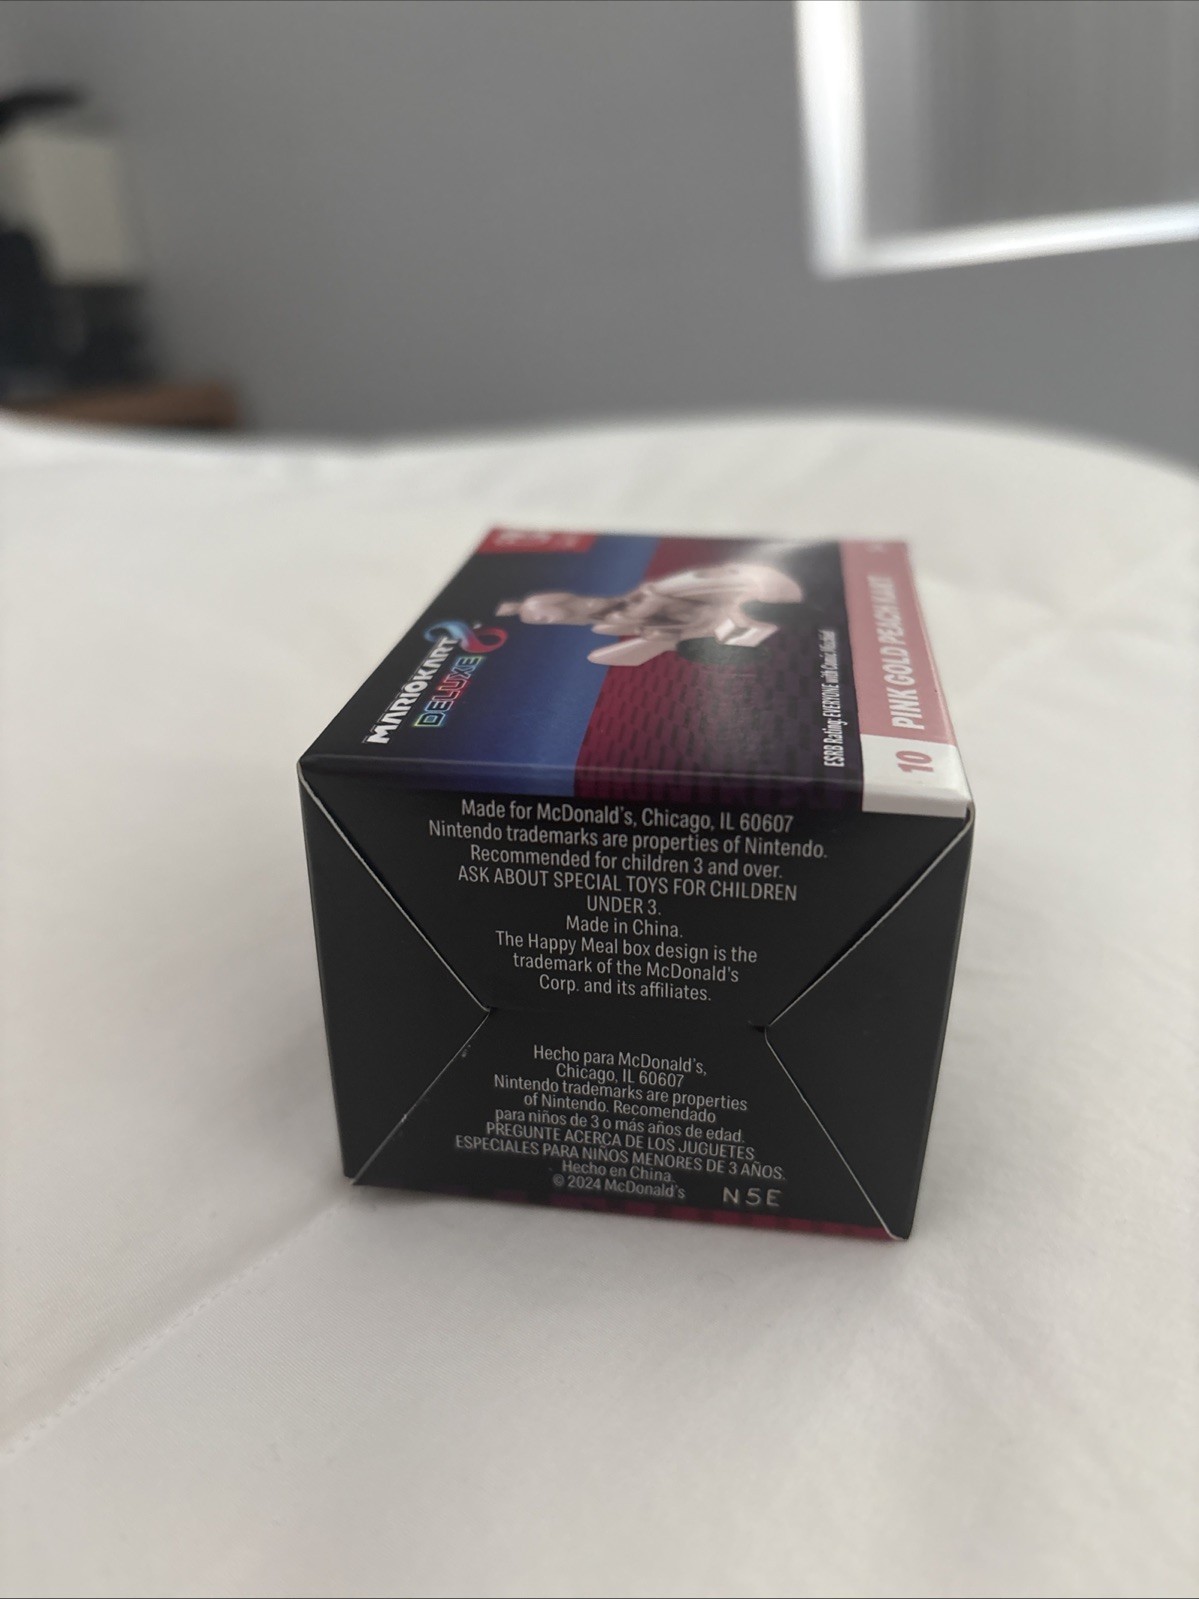 MARIOKART 8
DELUXE
ESRB Rating: EVERYONE with Comic Mischief
10 PINK GOLD PEACH KART
Made for McDonald's, Chicago, IL 60607
Nintendo trademarks are properties of Nintendo.
Recommended for children 3 and over.
ASK ABOUT SPECIAL TOYS FOR CHILDREN
UNDER 3.
Made in China.
The Happy Meal box design is the
trademark of the McDonald's
Corp. and its affiliates.
Hecho para McDonald's,
Chicago, IL 60607
Nintendo trademarks are properties
of Nintendo. Recomendado
para niños de 3 o más años de edad.
PREGUNTE ACERCA DE LOS JUGUETES
ESPECIALES PARA NIÑOS MENORES DE 3 AÑOS.
Hecho en China.
© 2024 McDonald's
N5E